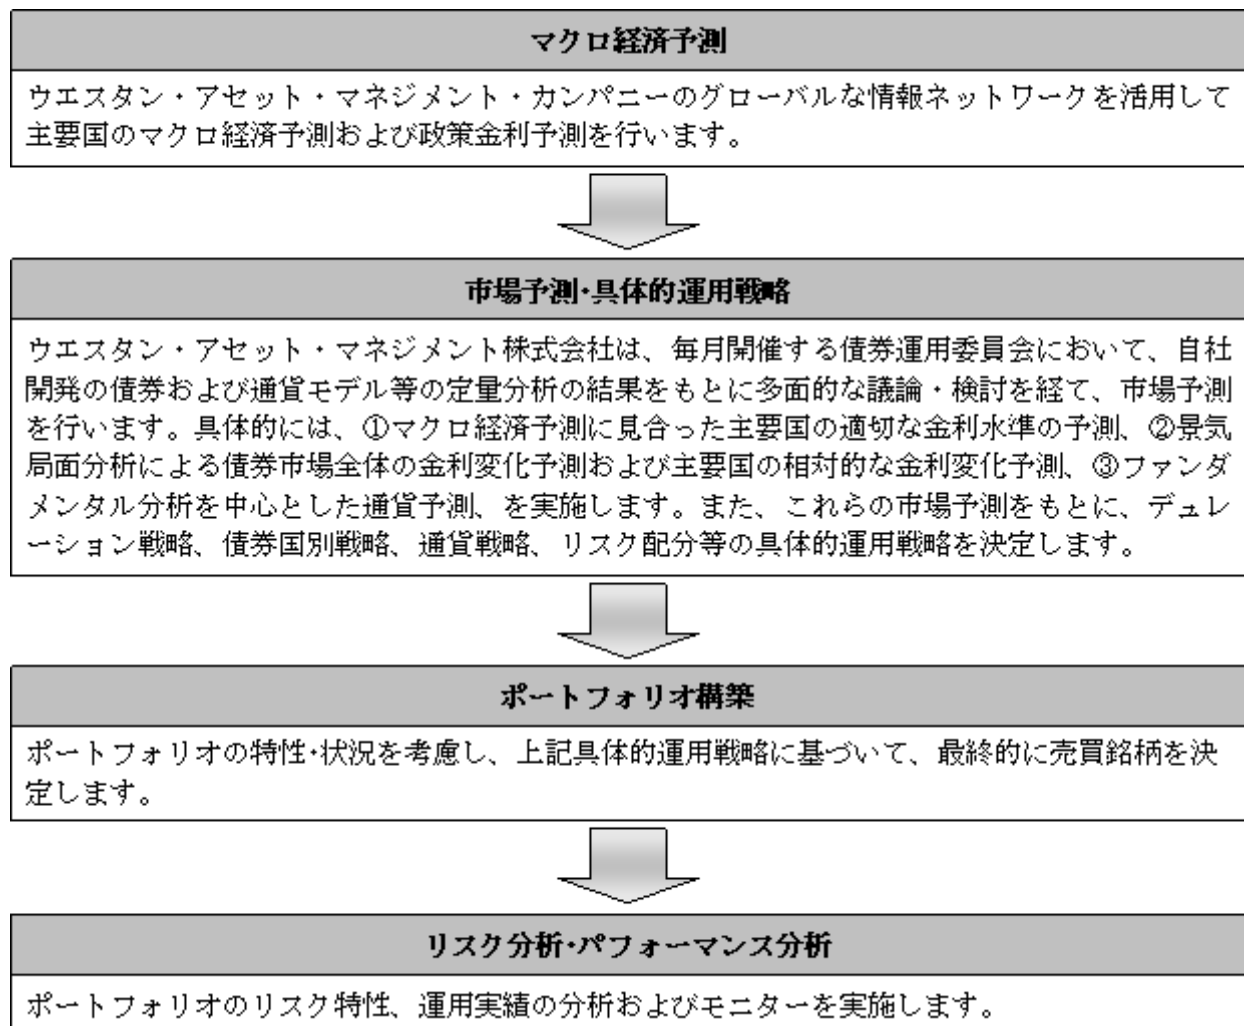 マクロ経済予測
ウエスタン・アセット・マネジメント・カンパニーのグローバルな情報ネットワークを活用して
主要国のマクロ経済予測および政策金利予測を行います。
市場予測･具体的運用戦略
ウエスタン・アセット・マネジメント株式会社は、毎月開催する債券運用委員会において、自社
開発の債券および通貨モデル等の定量分析の結果をもとに多面的な議論・検討を経て、市場予測
を行います。具体的には、①マクロ経済予測に見合った主要国の適切な金利水準の予測、②景気
局面分析による債券市場全体の金利変化予測および主要国の相対的な金利変化予測、③ファンダ
メンタル分析を中心とした通貨予測、を実施します。また、これらの市場予測をもとに、デュレ
ーション戦略、債券国別戦略、通貨戦略、リスク配分等の具体的運用戦略を決定します。
ポートフォリオ構築
ポートフォリオの特性･状況を考慮し、上記具体的運用戦略に基づいて、最終的に売買銘柄を決
定します。
リスク分析･パフォーマンス分析
ポートフォリオのリスク特性、運用実績の分析およびモニターを実施します。